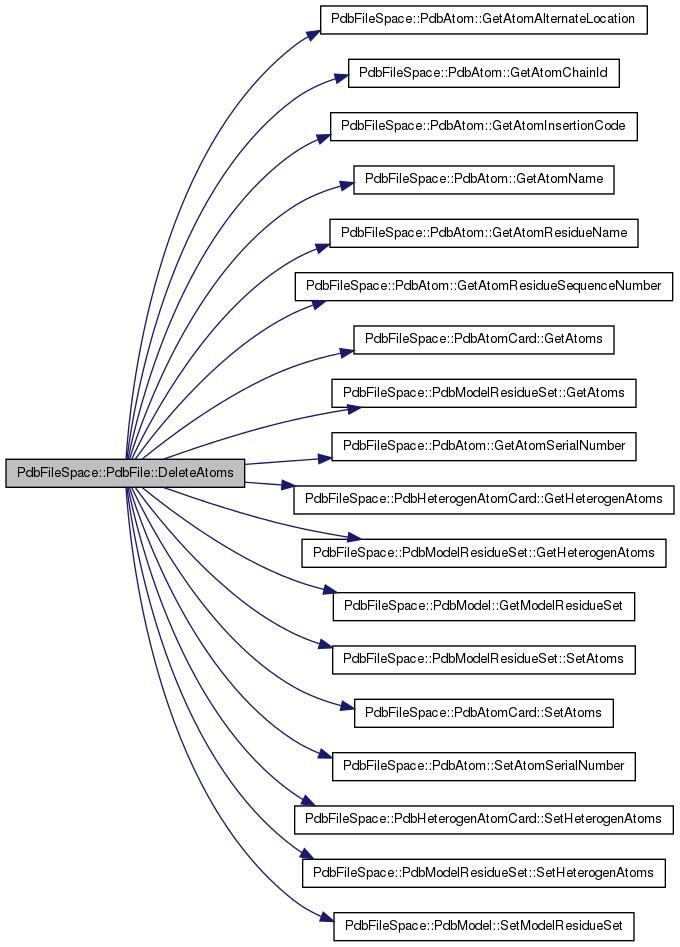 PdbFileSpace::PdbAtom::GetAtomAlternateLocation
PdbFileSpace::PdbAtom::GetAtomChainId
PdbFileSpace::PdbAtom::GetAtomInsertionCode
PdbFileSpace::PdbAtom::GetAtomName
PdbFileSpace::PdbAtom::GetAtomResidueName
PdbFileSpace::PdbAtom::GetAtomResidueSequenceNumber
PdbFileSpace::PdbAtomCard::GetAtoms
PdbFileSpace::PdbModelResidueSet::GetAtoms
PdbFileSpace::PdbAtom::GetAtomSerialNumber
PdbFileSpace::PdbFile::DeleteAtoms
PdbFileSpace::PdbHeterogenAtomCard::GetHeterogenAtoms
PdbFileSpace::PdbModelResidueSet::GetHeterogenAtoms
PdbFileSpace::PdbModel::GetModelResidueSet
PdbFileSpace::PdbModelResidueSet::SetAtoms
PdbFileSpace::PdbAtomCard::SetAtoms
PdbFileSpace::PdbAtom::SetAtomSerialNumber
PdbFileSpace::PdbHeterogenAtomCard::SetHeterogenAtoms
PdbFileSpace::PdbModelResidueSet::SetHeterogenAtoms
PdbFileSpace::PdbModel::SetModelResidueSet